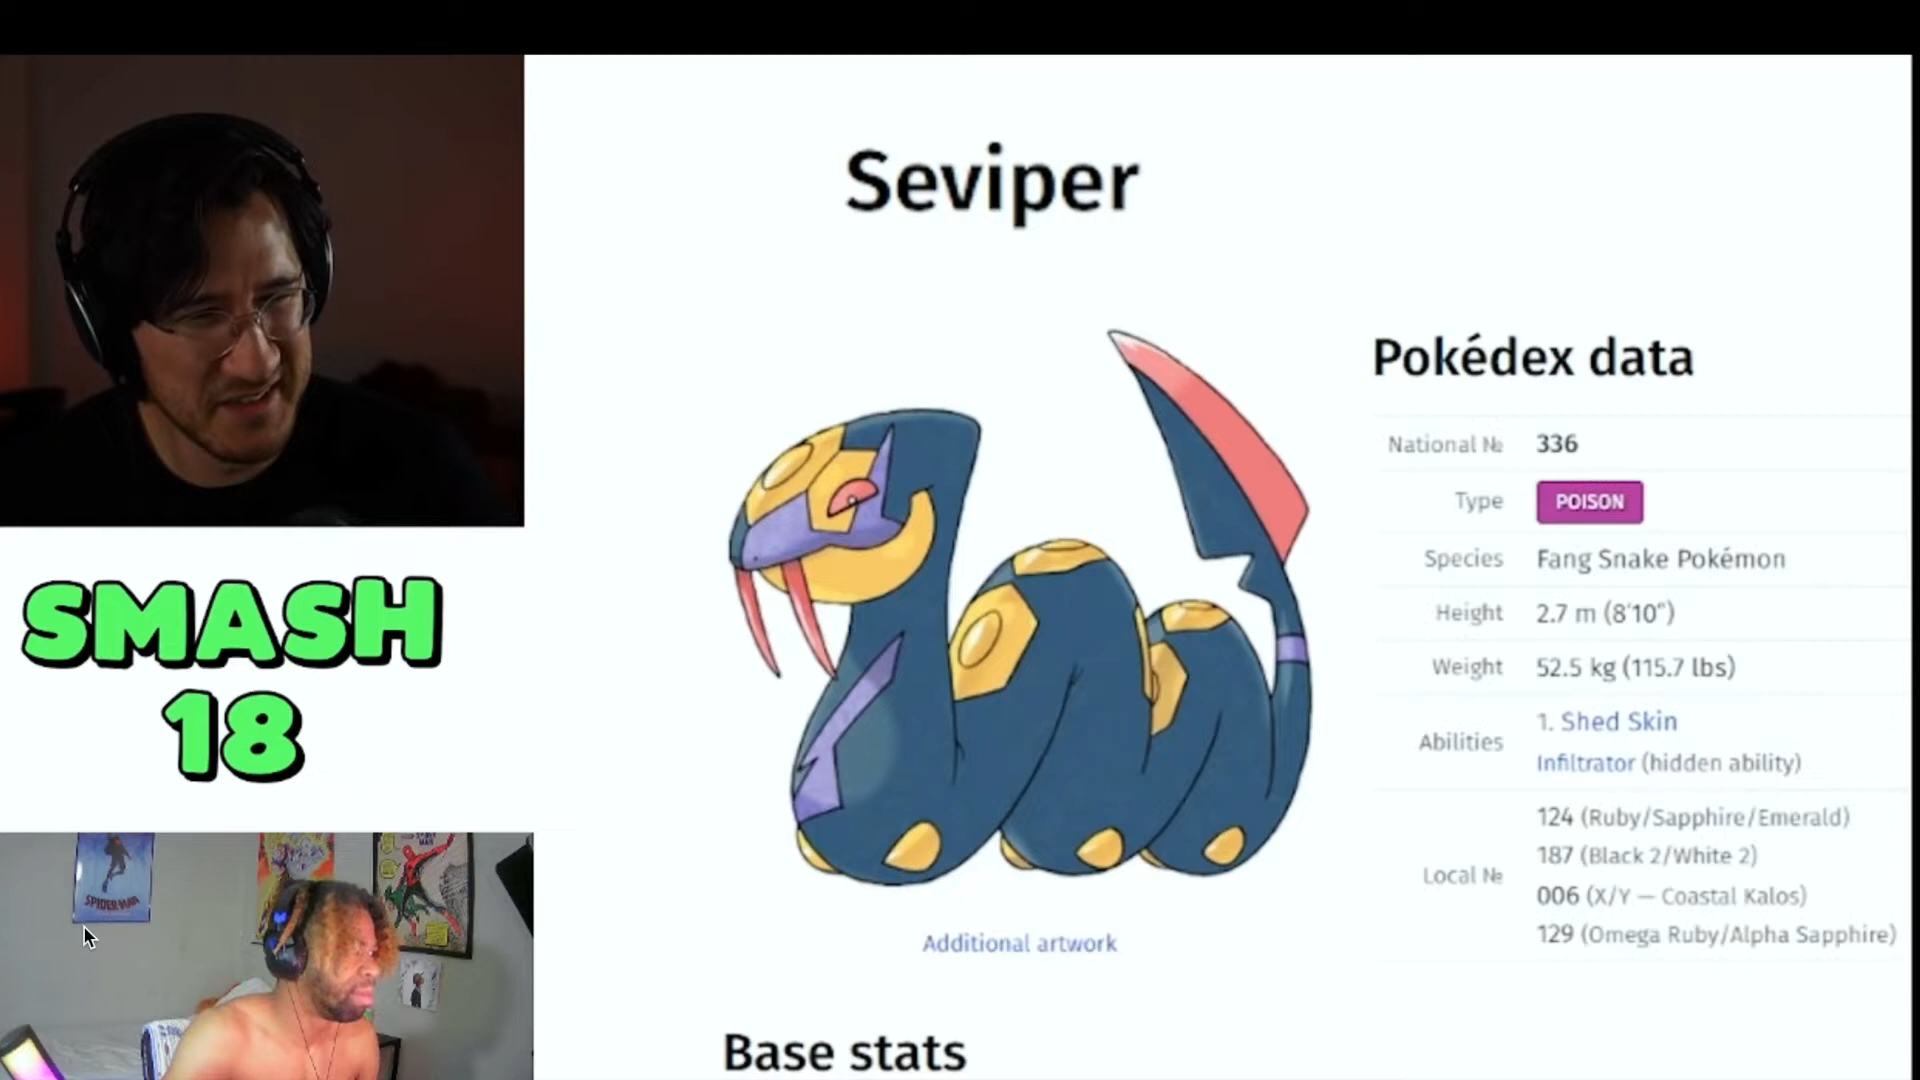 Seviper
Pokédex data
National № 336
Type POISON
Species Fang Snake Pokémon
Height 2.7 m (8'10")
Weight 52.5 kg (115.7 lbs)
Abilities 1. Shed Skin
Infiltrator (hidden ability)
Local № 124 (Ruby/Sapphire/Emerald)
187 (Black 2/White 2)
006 (X/Y — Coastal Kalos)
129 (Omega Ruby/Alpha Sapphire)
Additional artwork
Base stats
SMASH
18
SPIDER-MAN